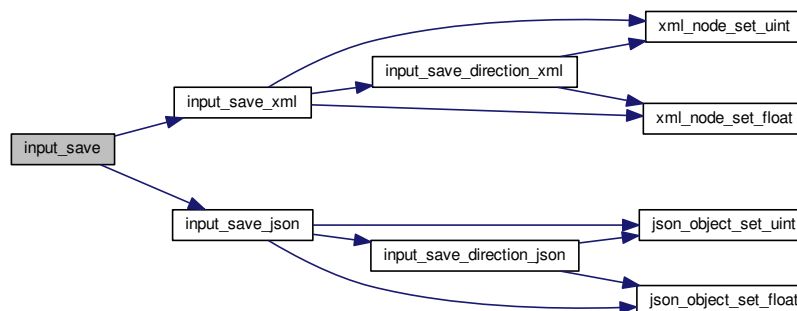 xml_node_set_uint
input_save_direction_xml
input_save_xml
xml_node_set_float
input_save
input_save_json
json_object_set_uint
input_save_direction_json
json_object_set_float